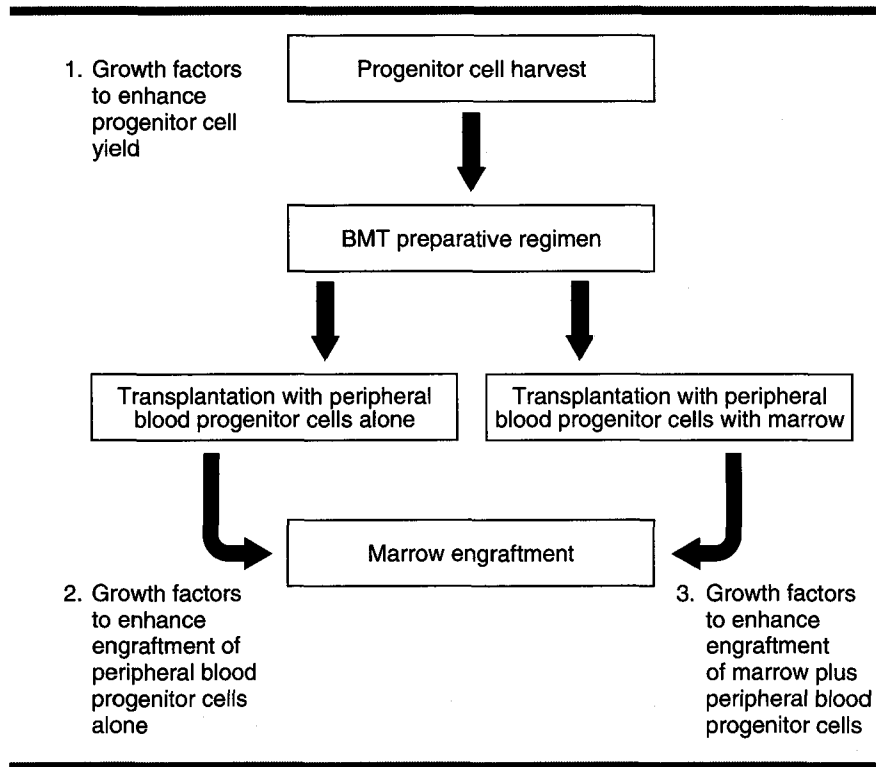 1. Growth factors
to enhance
progenitor cell
yield
Progenitor cell harvest
BMT preparative regimen
Transplantation with peripheral
blood progenitor cells alone
Transplantation with peripheral
blood progenitor cells with marrow
Marrow engraftment
2. Growth factors
to enhance
engraftment of
peripheral blood
progenitor cells
alone
3. Growth factors
to enhance
engraftment
of marrow plus
peripheral blood
progenitor cells